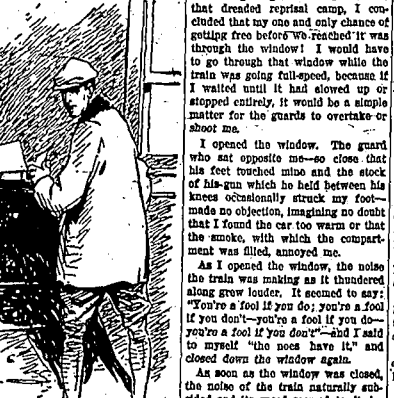 that dreaded reprisal camp, I con-
cluded that my one and only chance of
getting free before we reached it was
through the window! I would have
to go through that window while the
train was going full-speed, because if
I waited until it had slowed up or
stopped entirely, it would be a simple
matter for the guards to overtake or
shoot me.
I opened the window. The guard
who sat opposite me—so close that
his feet touched mine and the stock
of his gun which he held between his
knees occasionally struck my foot—
made no objection, imagining no doubt
that I found the car too warm or that
the smoke, with which the compart-
ment was filled, annoyed me.
As I opened the window, the noise
the train was making as it thundered
along grew louder. It seemed to say:
"You're a fool if you do; you're a fool
if you don't—you're a fool if you do—
you're a fool if you don't"—and I said
to myself "the noes have it," and
closed down the window again.
As soon as the window was closed,
the noise of the train naturally sub-